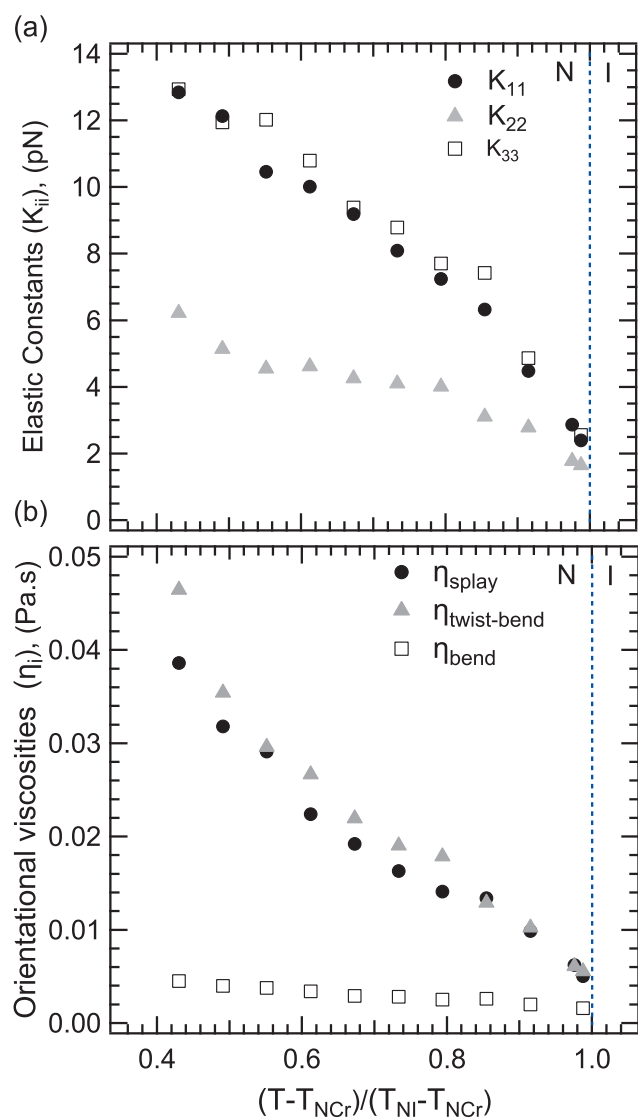 (a)
14
12
10
8
6
4
2
0
Elastic Constants (Kii), (pN)
N I
K11
K22
K33
(b)
0.05
0.04
0.03
0.02
0.01
0.00
Orientational viscosities (ηi), (Pa.s)
N I
ηsplay
ηtwist-bend
ηbend
0.4 0.6 0.8 1.0
(T-TNCr)/(TNI-TNCr)